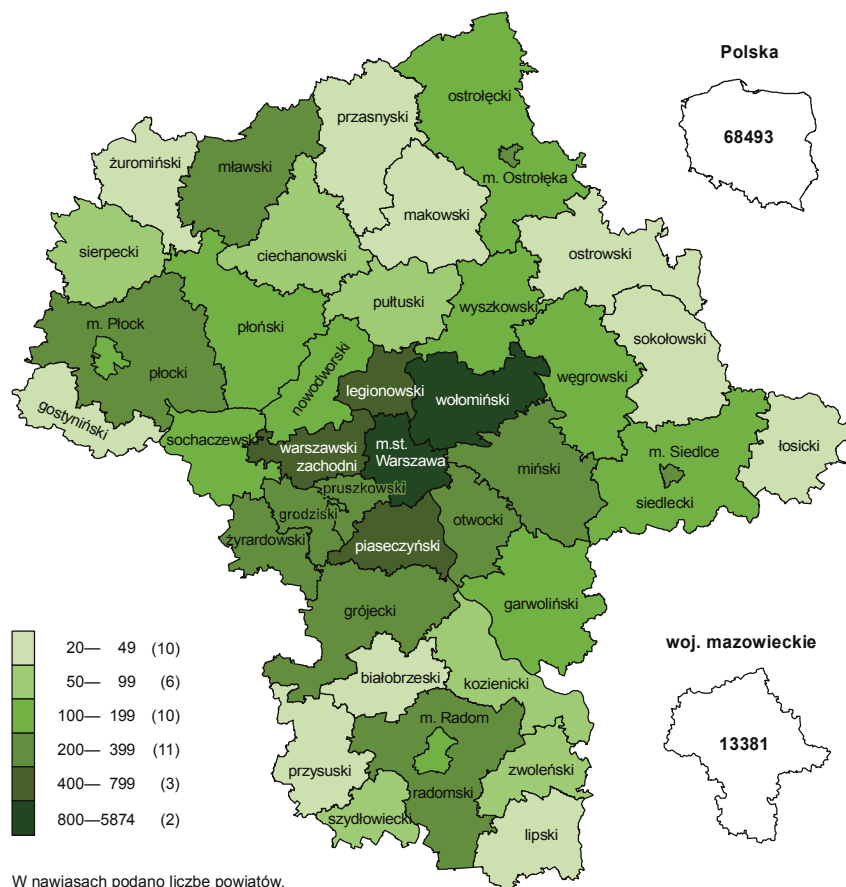 Polska
68493
ostrołęcki
przasnyski
żuromiński
mławski
m. Ostrołęka
makowski
sierpecki
ciechanowski
ostrowski
pułtuski
wyszkowski
m. Płock
płoński
sokołowski
płocki
nowodworski
węgrowski
legionowski
wołomiński
gostyniński
sochaczewski
warszawski
zachodni
m.st.
Warszawa
m. Siedlce
łosicki
miński
siedlecki
pruszkowski
grodziski
otwocki
żyrardowski
piaseczyński
garwoliński
grójecki
woj. mazowieckie
13381
białobrzeski
kozienicki
m. Radom
przysuski
zwoleński
radomski
szydłowiecki
lipski
20— 49 (10)
50— 99 (6)
100— 199 (10)
200— 399 (11)
400— 799 (3)
800—5874 (2)
W nawiasach podano liczbę powiatów.